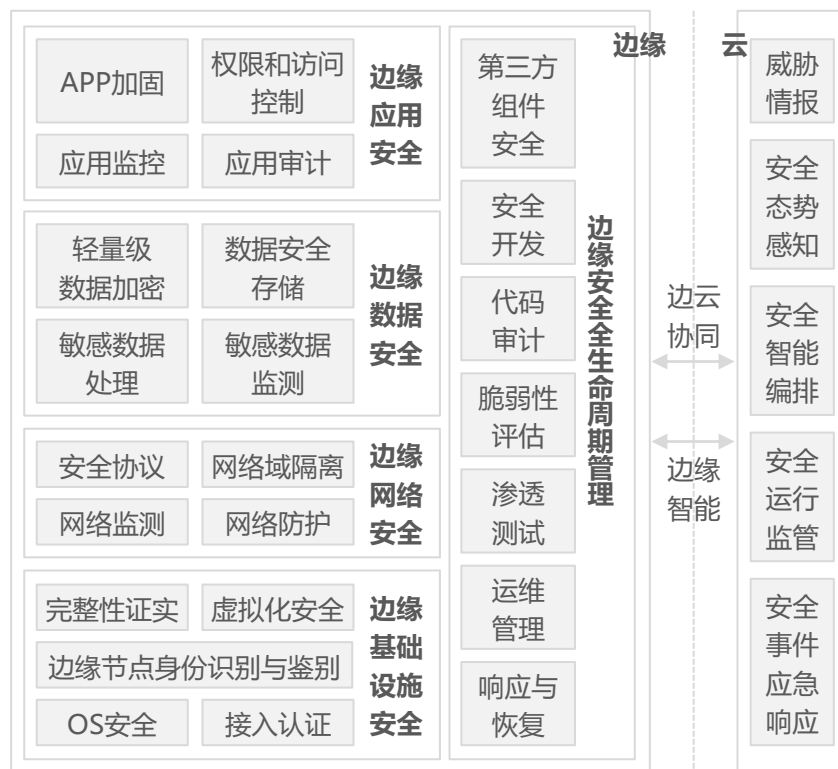 APP加固
权限和访问
控制
应用监控
应用审计
边缘
应用
安全
轻量级
数据加密
数据安全
存储
敏感数据
处理
敏感数据
监测
边缘
数据
安全
安全协议
网络域隔离
网络监测
网络防护
边缘
网络
安全
完整性证实
虚拟化安全
边缘节点身份识别与鉴别
OS安全
接入认证
边缘
基础
设施
安全
第三方
组件
安全
安全
开发
代码
审计
脆弱性
评估
渗透
测试
运维
管理
响应与
恢复
边缘安全全生命周期管理
边缘
云
边云
协同
边缘
智能
威胁
情报
安全
态势
感知
安全
智能
编排
安全
运行
监管
安全
事件
应急
响应